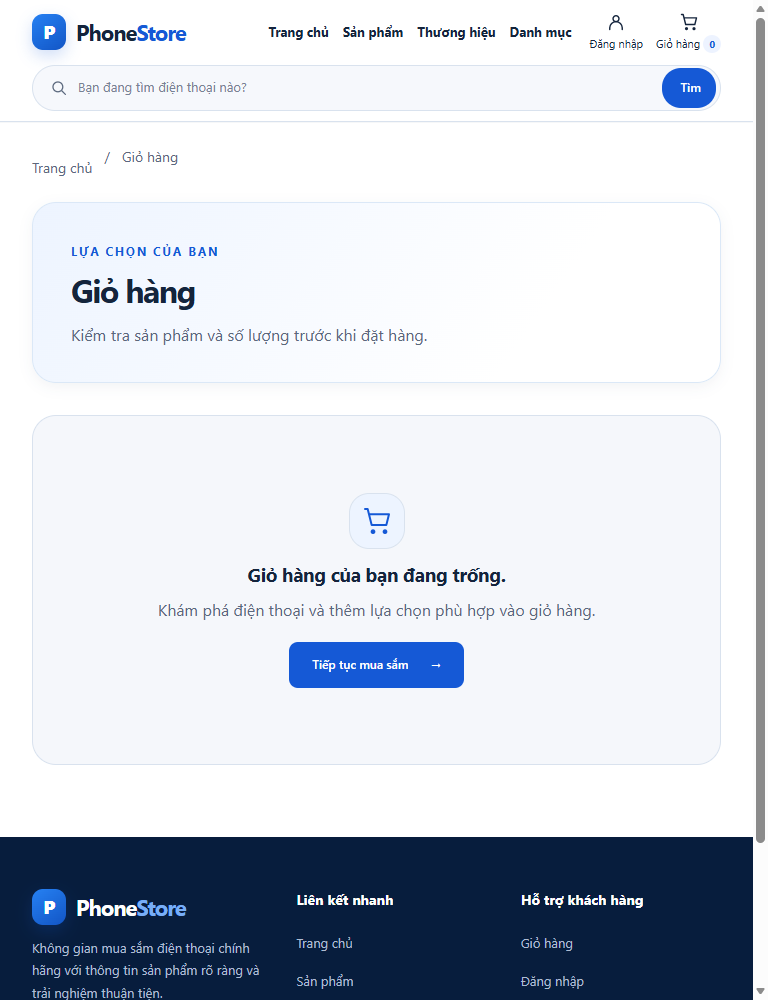 P PhoneStore
Trang chủ Sản phẩm Thương hiệu Danh mục
Đăng nhập
Giỏ hàng 0
Bạn đang tìm điện thoại nào?
Tìm
Trang chủ / Giỏ hàng
LỰA CHỌN CỦA BẠN
Giỏ hàng
Kiểm tra sản phẩm và số lượng trước khi đặt hàng.
Giỏ hàng của bạn đang trống.
Khám phá điện thoại và thêm lựa chọn phù hợp vào giỏ hàng.
Tiếp tục mua sắm →
P PhoneStore
Không gian mua sắm điện thoại chính
hãng với thông tin sản phẩm rõ ràng và
trải nghiệm thuận tiện.
Liên kết nhanh
Trang chủ
Sản phẩm
Hỗ trợ khách hàng
Giỏ hàng
Đăng nhập